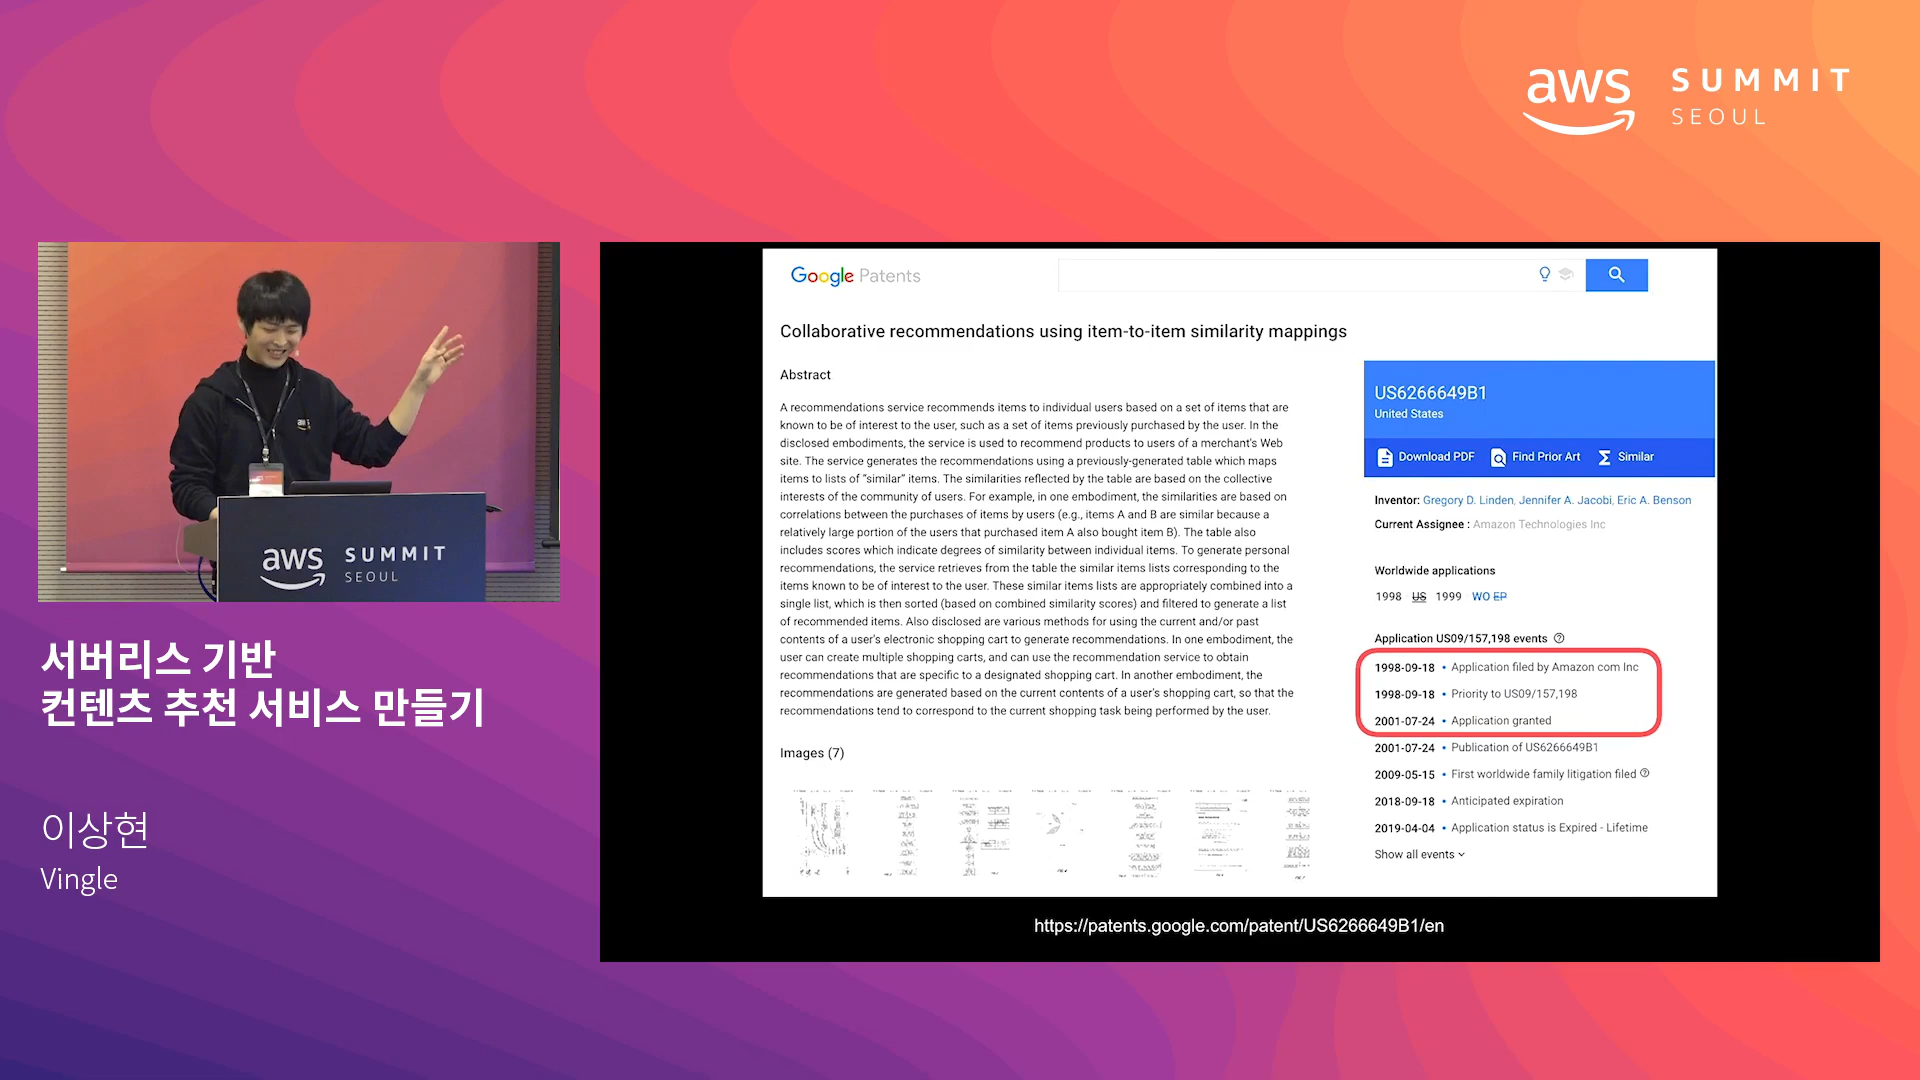 aws SUMMIT
SEOUL
aws
aws SUMMIT
SEOUL
서버리스 기반
컨텐츠 추천 서비스 만들기
이상현
Vingle
Google Patents
Collaborative recommendations using item-to-item similarity mappings
Abstract
A recommendations service recommends items to individual users based on a set of items that are
known to be of interest to the user, such as a set of items previously purchased by the user. In the
disclosed embodiments, the service is used to recommend products to users of a merchant's Web
site. The service generates the recommendations using a previously-generated table which maps
items to lists of “similar” items. The similarities reflected by the table are based on the collective
interests of the community of users. For example, in one embodiment, the similarities are based on
correlations between the purchases of items by users (e.g., items A and B are similar because a
relatively large portion of the users that purchased item A also bought item B). The table also
includes scores which indicate degrees of similarity between individual items. To generate personal
recommendations, the service retrieves from the table the similar items lists corresponding to the
items known to be of interest to the user. These similar items lists are appropriately combined into a
single list, which is then sorted (based on combined similarity scores) and filtered to generate a list
of recommended items. Also disclosed are various methods for using the current and/or past
contents of a user's electronic shopping cart to generate recommendations. In one embodiment, the
user can create multiple shopping carts, and can use the recommendation service to obtain
recommendations that are specific to a designated shopping cart. In another embodiment, the
recommendations are generated based on the current contents of a user's shopping cart, so that the
recommendations tend to correspond to the current shopping task being performed by the user.
Images (7)
US6266649B1
United States
Download PDF Find Prior Art Similar
Inventor: Gregory D. Linden, Jennifer A. Jacobi, Eric A. Benson
Current Assignee : Amazon Technologies Inc
Worldwide applications
1998 US 1999 WO EP
Application US09/157,198 events
1998-09-18 • Application filed by Amazon com Inc
1998-09-18 • Priority to US09/157,198
2001-07-24 • Application granted
2001-07-24 • Publication of US6266649B1
2009-05-15 • First worldwide family litigation filed
2018-09-18 • Anticipated expiration
2019-04-04 • Application status is Expired - Lifetime
Show all events
https://patents.google.com/patent/US6266649B1/en